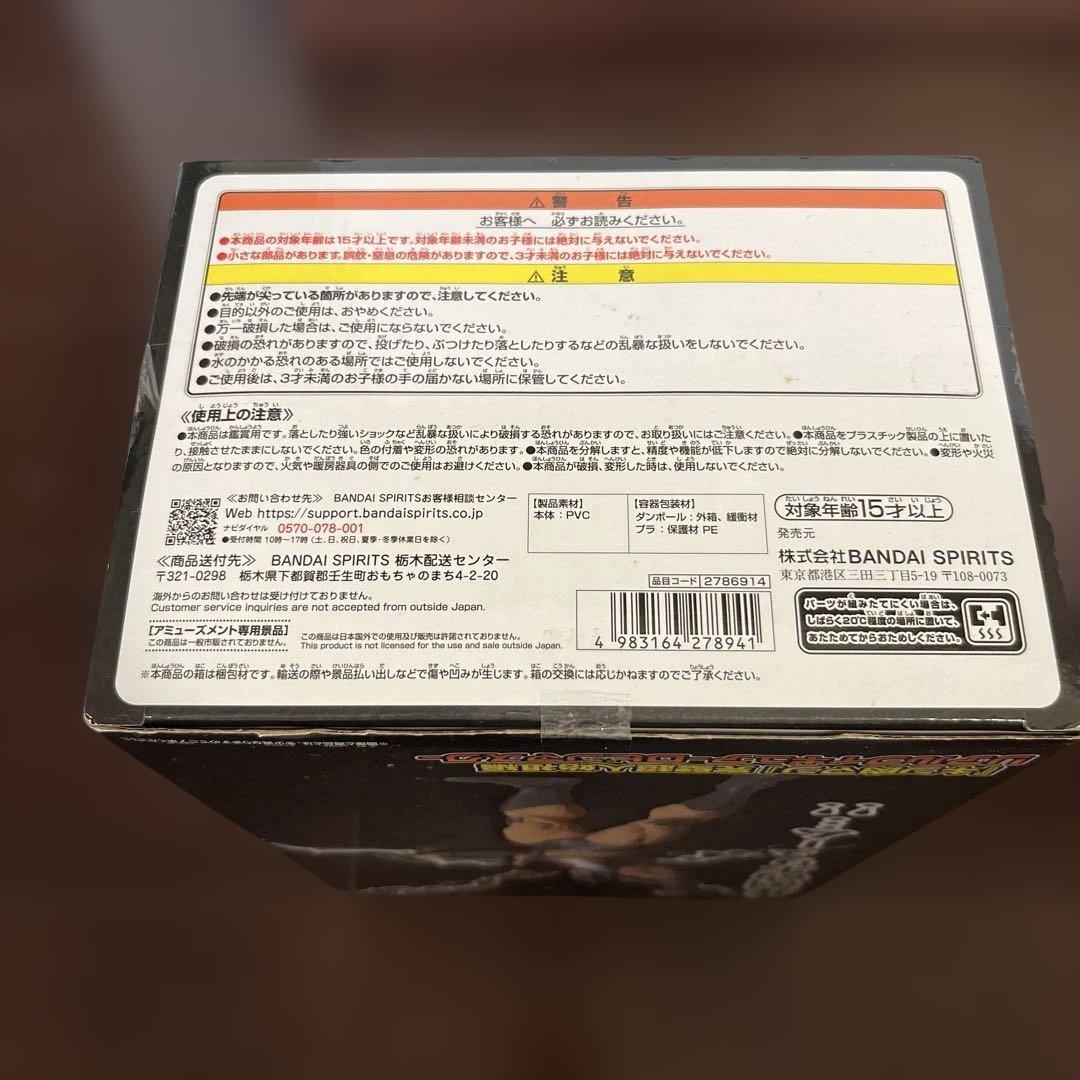 ⚠ 警告
お客様へ 必ずお読みください。
●本商品の対象年齢は15才以上です。対象年齢未満のお子様には絶対に与えないでください。
●小さな部品があります。誤飲・窒息の危険がありますので、3才未満のお子様には絶対に与えないでください。
⚠ 注意
●先端が尖っている箇所がありますので、注意してください。
●目的以外のご使用は、おやめください。
●万一破損した場合は、ご使用にならないでください。
●破損の恐れがありますので、投げたり、ぶつけたり落としたりするなどの乱暴な扱いをしないでください。
●水のかかる恐れのある場所ではご使用しないでください。
●ご使用後は、3才未満のお子様の手の届かない場所に保管してください。
≪使用上の注意≫
●本商品は鑑賞用です。落としたり強いショックなど乱暴な扱いにより破損する恐れがありますので、お取り扱いにはご注意ください。●本商品をプラスチック製品の上に置いた
り、接触させたままにしないでください。色の付着や変形の恐れがあります。●本商品を分解しますと、精度や機能が低下しますので絶対に分解しないでください。●変形や火災
の原因となりますので、火気や暖房器具の側でのご使用はお避けください。●本商品が破損、変形した時は、使用しないでください。
≪お問い合わせ先≫ BANDAI SPIRITSお客様相談センター
Web https://support.bandaispirits.co.jp
ナビダイヤル 0570-078-001
●受付時間 10時~17時(土、日、祝日、夏季・冬季休業日を除く)
≪商品送付先≫ BANDAI SPIRITS 栃木配送センター
〒321-0298 栃木県下都賀郡壬生町おもちゃのまち4-2-20
海外からのお問い合わせは受け付けておりません。
Customer service inquiries are not accepted from outside Japan.
【アミューズメント専用景品】
この商品は一般市販されておりません。
この商品は日本国外での使用及び販売は許諾されておりません。
This product is not licensed for the use and sale outside Japan.
【製品素材】
本体:PVC
【容器包装材】
ダンボール:外箱、緩衝材
プラ:保護材 PE
品目コード 2786914
4 983164 278941
対象年齢15才以上
発売元
株式会社BANDAI SPIRITS
東京都港区三田三丁目5-19 〒108-0073
パーツが組みたてにくい場合は、
しばらく20℃程度の場所に置いて、
あたためてからおためしください。
※本商品の箱は梱包材です。輸送の際や景品払い出しなどで傷や凹みが生じます。箱の交換には応じかねますのでご了承ください。